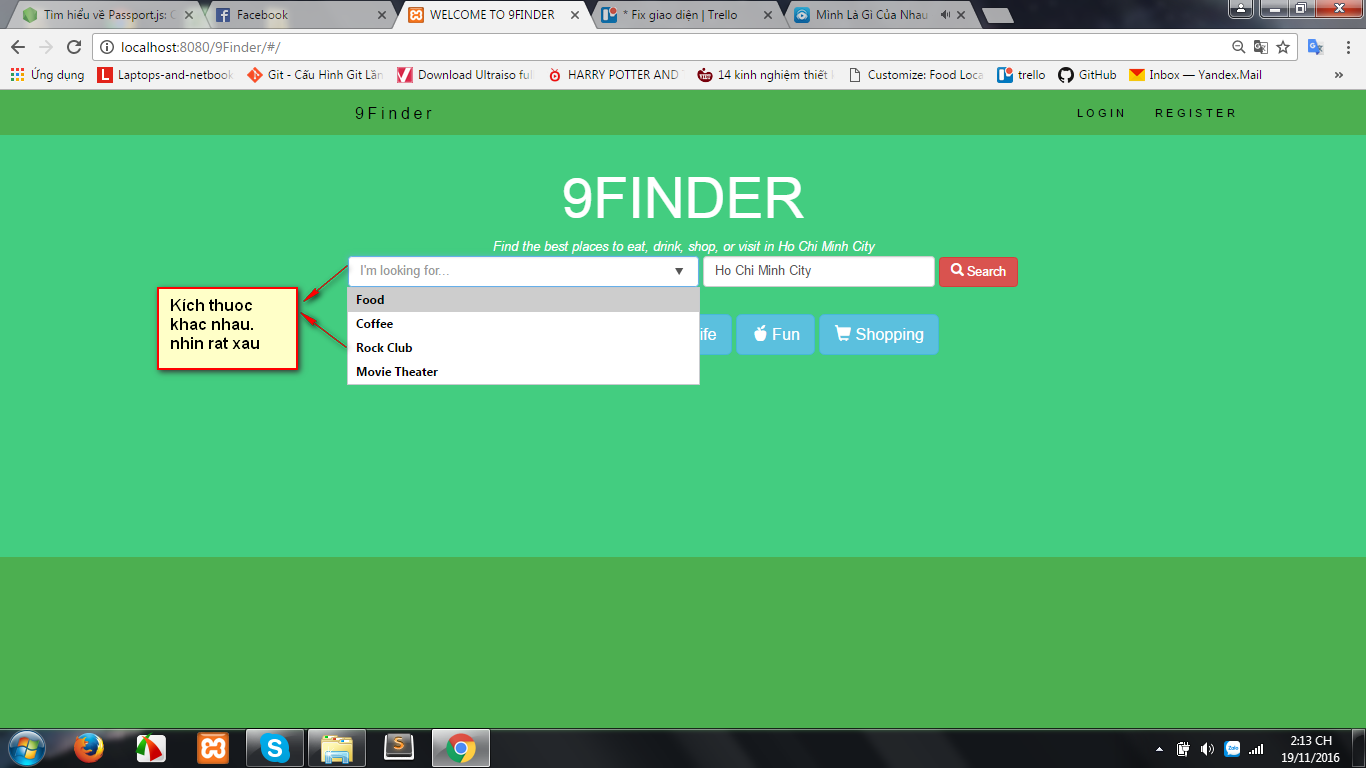 Tìm hiểu về Passport.js: C
Facebook
WELCOME TO 9FINDER
* Fix giao diện | Trello
Mình Là Gì Của Nhau
localhost:8080/9Finder/#/
Ứng dụng
Laptops-and-netbook
Git - Cấu Hình Git Lần
Download Ultraiso ful
HARRY POTTER AND
14 kinh nghiệm thiết k
Customize: Food Loca
trello
GitHub
Inbox — Yandex.Mail
»
9Finder
LOGIN
REGISTER
9FINDER
Find the best places to eat, drink, shop, or visit in Ho Chi Minh City
I'm looking for...
Ho Chi Minh City
Search
Food
Coffee
Rock Club
Movie Theater
Kích thuoc
khac nhau.
nhin rat xau
ife
Fun
Shopping
2:13 CH
19/11/2016